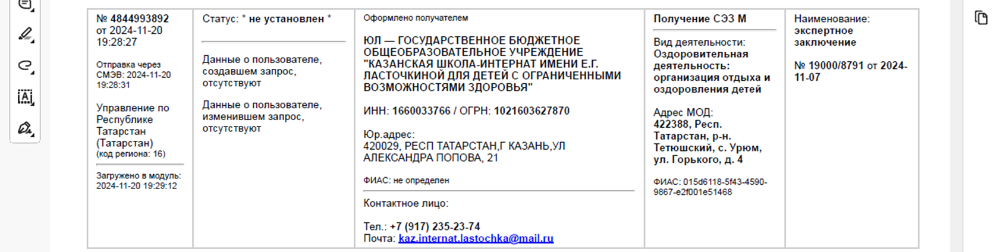 № 4844993892
от 2024-11-20
19:28:27
Отправка через
СМЭВ: 2024-11-20
19:28:31
Управление по
Республике
Татарстан
(Татарстан)
(код региона: 16)
Загружено в модуль:
2024-11-20 19:29:12
Статус: * не установлен *
Данные о пользователе,
создавшем запрос,
отсутствуют
Данные о пользователе,
изменившем запрос,
отсутствуют
Оформлено получателем
ЮЛ — ГОСУДАРСТВЕННОЕ БЮДЖЕТНОЕ
ОБЩЕОБРАЗОВАТЕЛЬНОЕ УЧРЕЖДЕНИЕ
"КАЗАНСКАЯ ШКОЛА-ИНТЕРНАТ ИМЕНИ Е.Г.
ЛАСТОЧКИНОЙ ДЛЯ ДЕТЕЙ С ОГРАНИЧЕННЫМИ
ВОЗМОЖНОСТЯМИ ЗДОРОВЬЯ"
ИНН: 1660033766 / ОГРН: 1021603627870
Юр.адрес:
420029, РЕСП ТАТАРСТАН,Г КАЗАНЬ,УЛ
АЛЕКСАНДРА ПОПОВА, 21
ФИАС: не определен
Контактное лицо:
Тел.: +7 (917) 235-23-74
Почта: kaz.internat.lastochka@mail.ru
Получение СЭЗ М
Вид деятельности:
Оздоровительная
деятельность:
организация отдыха и
оздоровления детей
Адрес МОД:
422388, Респ.
Татарстан, р-н.
Тетюшский, с. Урюм,
ул. Горького, д. 4
ФИАС: 015d6118-5f43-4590-
9867-e2f001e51468
Наименование:
экспертное
заключение
№ 19000/8791 от 2024-
11-07